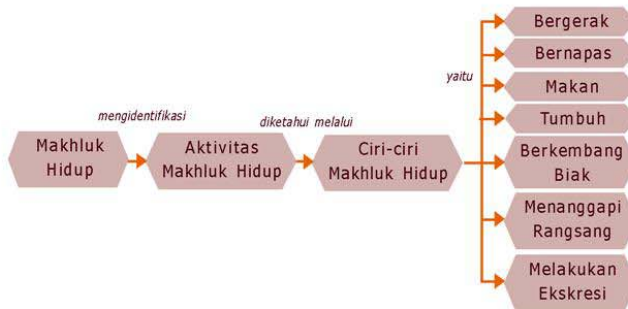 Bergerak
Bernapas
yaitu
Makan
mengidentifikasi
diketahui melalui
Tumbuh
Makhluk
Hidup
Aktivitas
Makhluk Hidup
Ciri-ciri
Makhluk Hidup
Berkembang
Biak
Menanggapi
Rangsang
Melakukan
Ekskresi